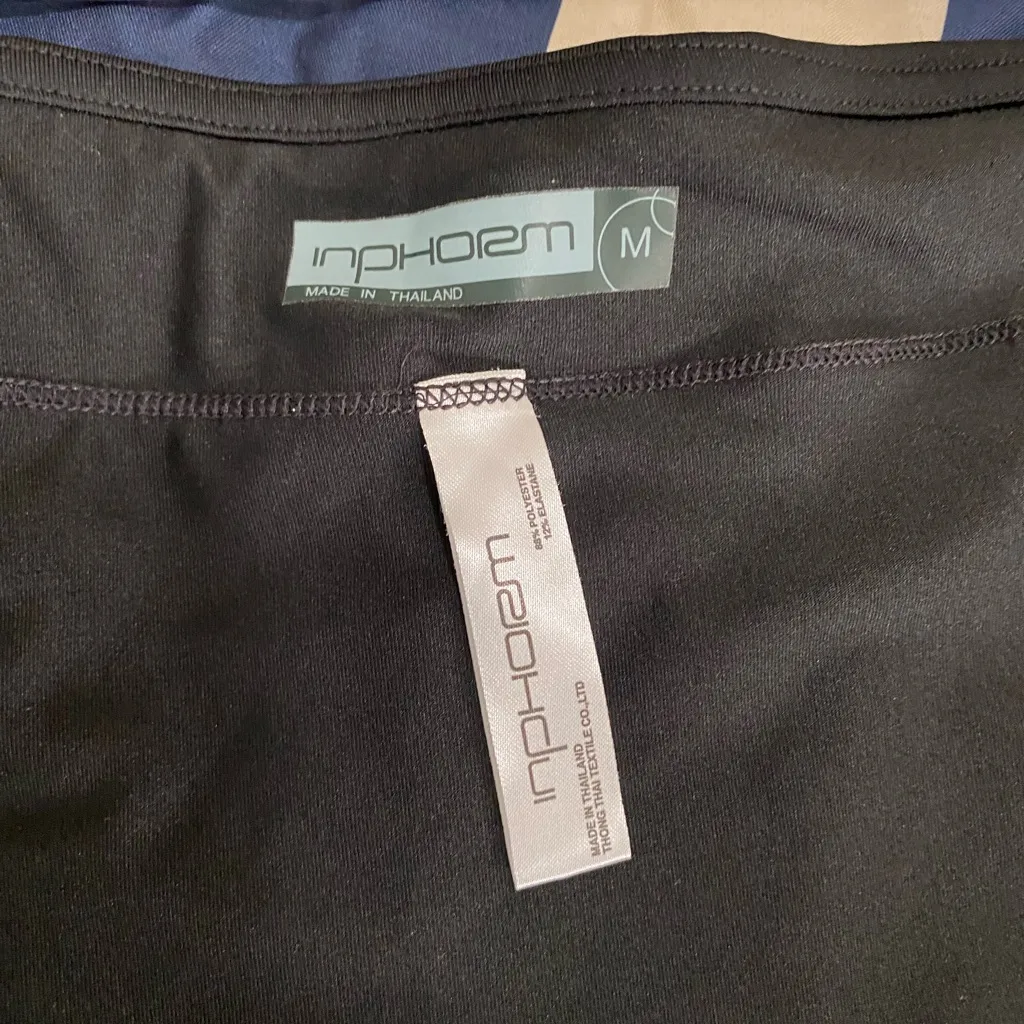 INPHORM
M
MADE IN THAILAND
88% POLYESTER
12% ELASTANE
INPHORM
MADE IN THAILAND
THONG THAI TEXTILE CO.,LTD